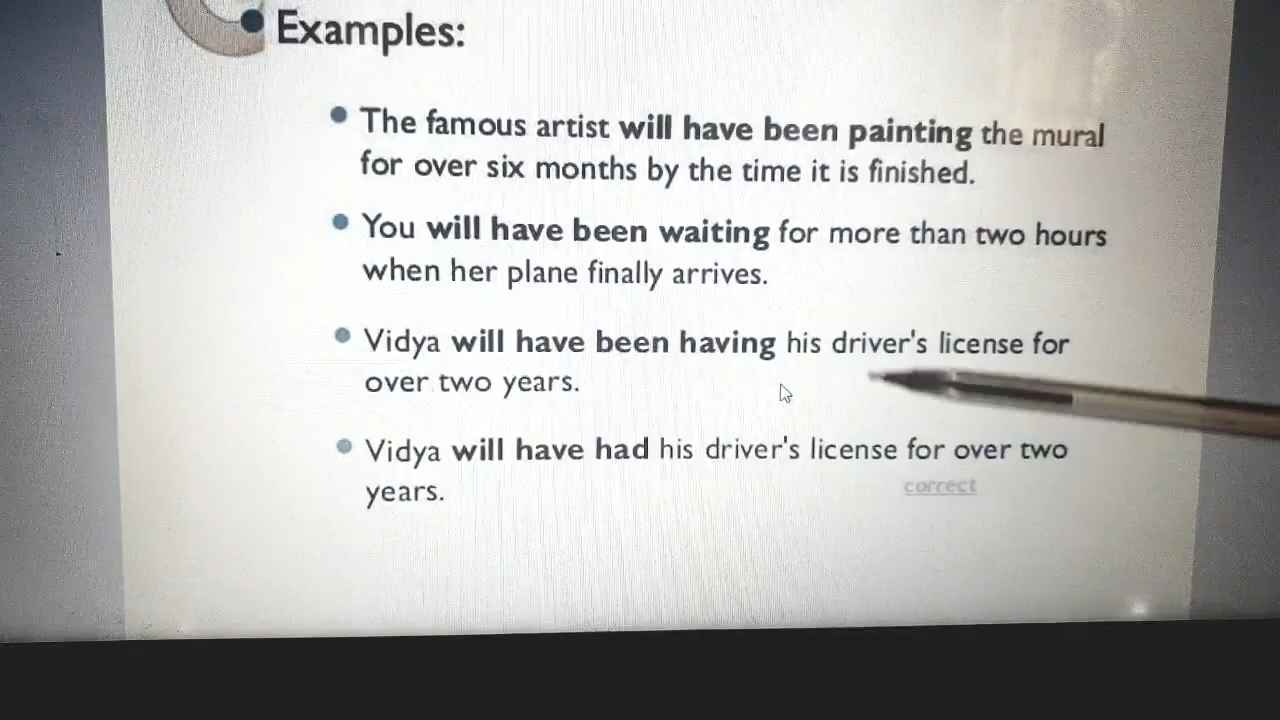 Examples:
The famous artist will have been painting the mural
for over six months by the time it is finished.
You will have been waiting for more than two hours
when her plane finally arrives.
Vidya will have been having his driver's license for
over two years.
Vidya will have had his driver's license for over two
years.
correct